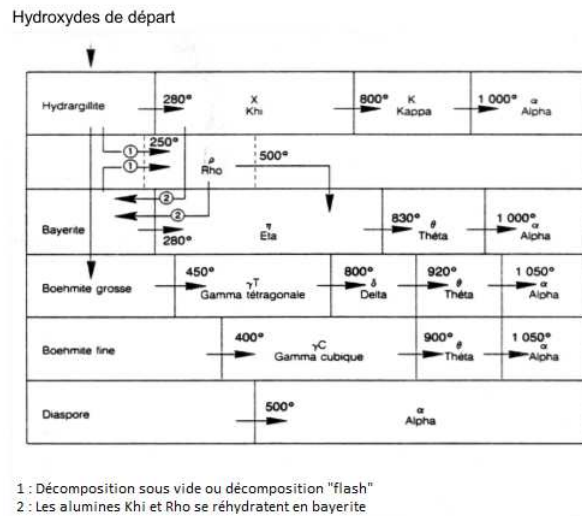 Hydroxydes de départ
Hydrargillite
280°
X
Khi
800°
K
Kappa
1 000°
α
Alpha
1
1
250°
ρ
Rho
500°
2
2
Bayerite
280°
η
Eta
830°
θ
Thêta
1 000°
α
Alpha
Boehmite grosse
450°
γT
Gamma tétragonale
800°
δ
Delta
920°
θ
Thêta
1 050°
α
Alpha
Boehmite fine
400°
γC
Gamma cubique
900°
θ
Thêta
1 050°
α
Alpha
Diaspore
500°
α
Alpha
1 : Décomposition sous vide ou décomposition "flash"
2 : Les alumines Khi et Rho se réhydratent en bayerite